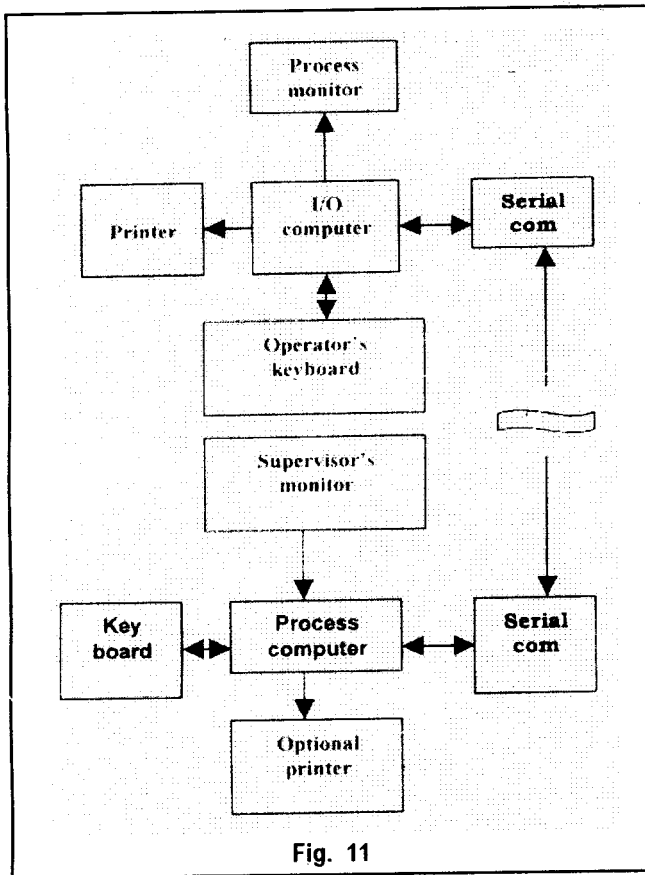 Process
monitor
Printer
I/O
computer
Serial
com
Operator's
keyboard
Supervisor's
monitor
Key
board
Process
computer
Serial
com
Optional
printer
Fig. 11